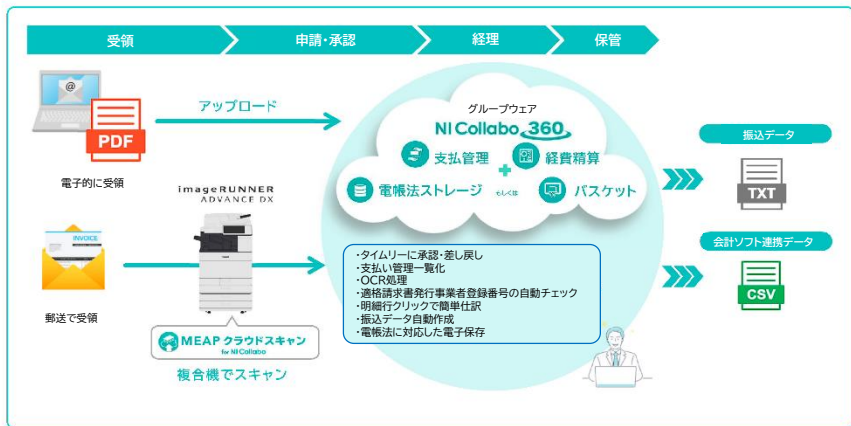 受領
申請・承認
経理
保管
@
PDF
電子的に受領
アップロード
imageRUNNER
ADVANCE DX
INVOICE
郵送で受領
MEAP クラウドスキャン
for NI Collabo
複合機でスキャン
グループウェア
NI Collabo 360
支払管理
経費精算
+
電帳法ストレージ
もしくは
バスケット
・タイムリーに承認・差し戻し
・支払い管理一覧化
・OCR処理
・適格請求書発行事業者登録番号の自動チェック
・明細行クリックで簡単仕訳
・振込データ自動作成
・電帳法に対応した電子保存
振込データ
TXT
会計ソフト連携データ
CSV